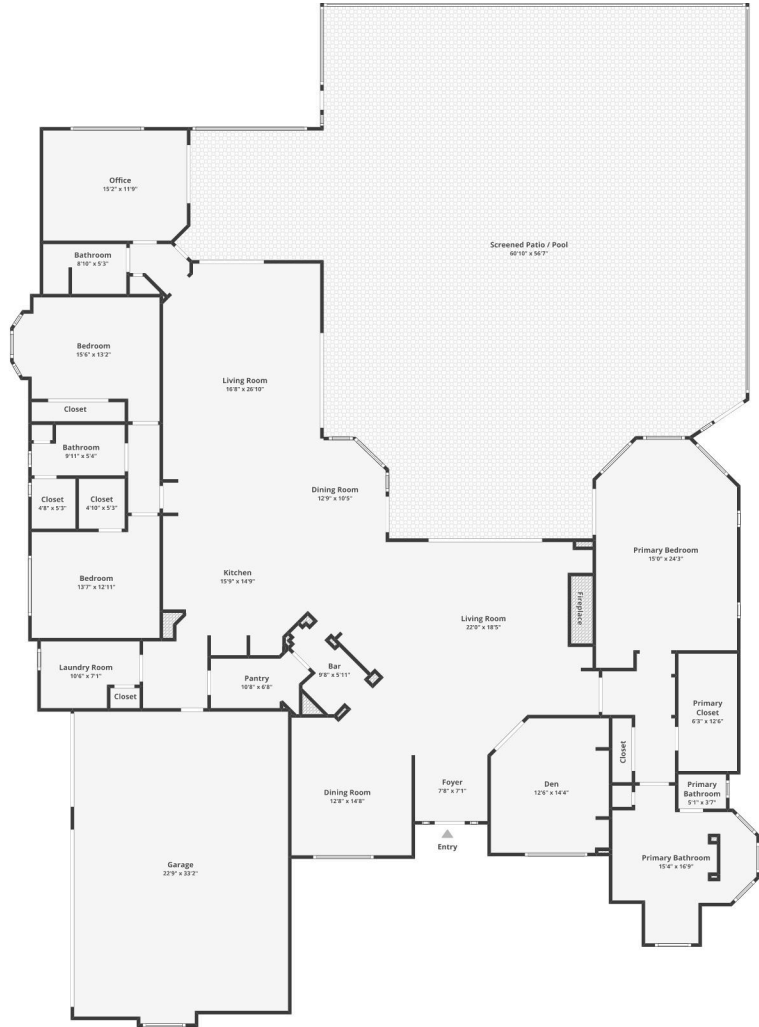 Office
15'2" x 11'9"
Bathroom
8'10" x 5'3"
Screened Patio / Pool
60'10" x 56'7"
Bedroom
15'6" x 13'2"
Living Room
16'8" x 26'10"
Closet
Bathroom
9'11" x 5'4"
Closet
4'8" x 5'3"
Closet
4'10" x 5'3"
Dining Room
12'9" x 10'5"
Primary Bedroom
15'0" x 24'3"
Bedroom
13'7" x 12'11"
Kitchen
15'9" x 14'9"
Fireplace
Living Room
22'0" x 18'5"
Laundry Room
10'6" x 7'1"
Closet
Pantry
10'8" x 6'8"
Bar
9'8" x 5'11"
Primary
Closet
6'3" x 12'6"
Closet
Dining Room
12'8" x 14'8"
Foyer
7'8" x 7'1"
Entry
Den
12'6" x 14'4"
Primary
Bathroom
5'1" x 3'7"
Garage
22'9" x 33'2"
Primary Bathroom
15'4" x 16'9"